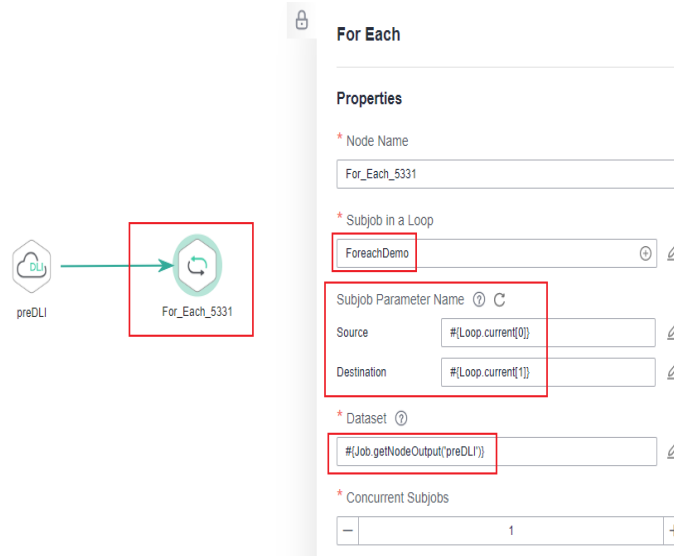 For Each
Properties
* Node Name
For_Each_5331
* Subjob in a Loop
ForeachDemo
Subjob Parameter Name
Source
#{Loop.current[0]}
Destination
#{Loop.current[1]}
* Dataset
#{Job.getNodeOutput('preDLI')}
* Concurrent Subjobs
1
DLI
preDLI
For_Each_5331